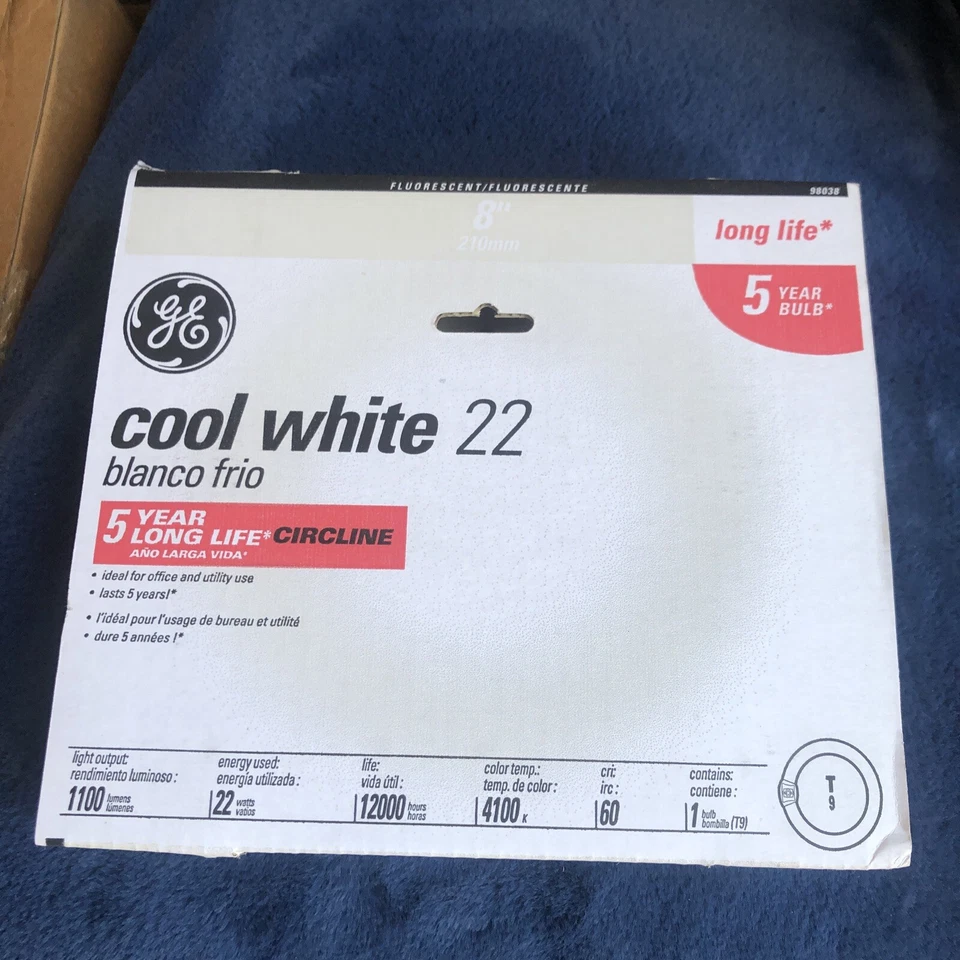 FLUORESCENT/FLUORESCENTE
98038
8"
210mm
long life*
5 YEAR
BULB*
GE
cool white 22
blanco frio
5 YEAR
LONG LIFE* CIRCLINE
AÑO LARGA VIDA*
• ideal for office and utility use
• lasts 5 years!*
• l'idéal pour l'usage de bureau et utilité
• dure 5 années !*
light output:
rendimiento luminoso:
1100 lumens
lúmenes
energy used:
energía utilizada:
22 watts
vatios
life:
vida útil:
12000 hours
horas
color temp.:
temp. de color:
4100 K
cri:
irc:
60
contains:
contiene:
1 bulb
bombilla (T9)
T
9